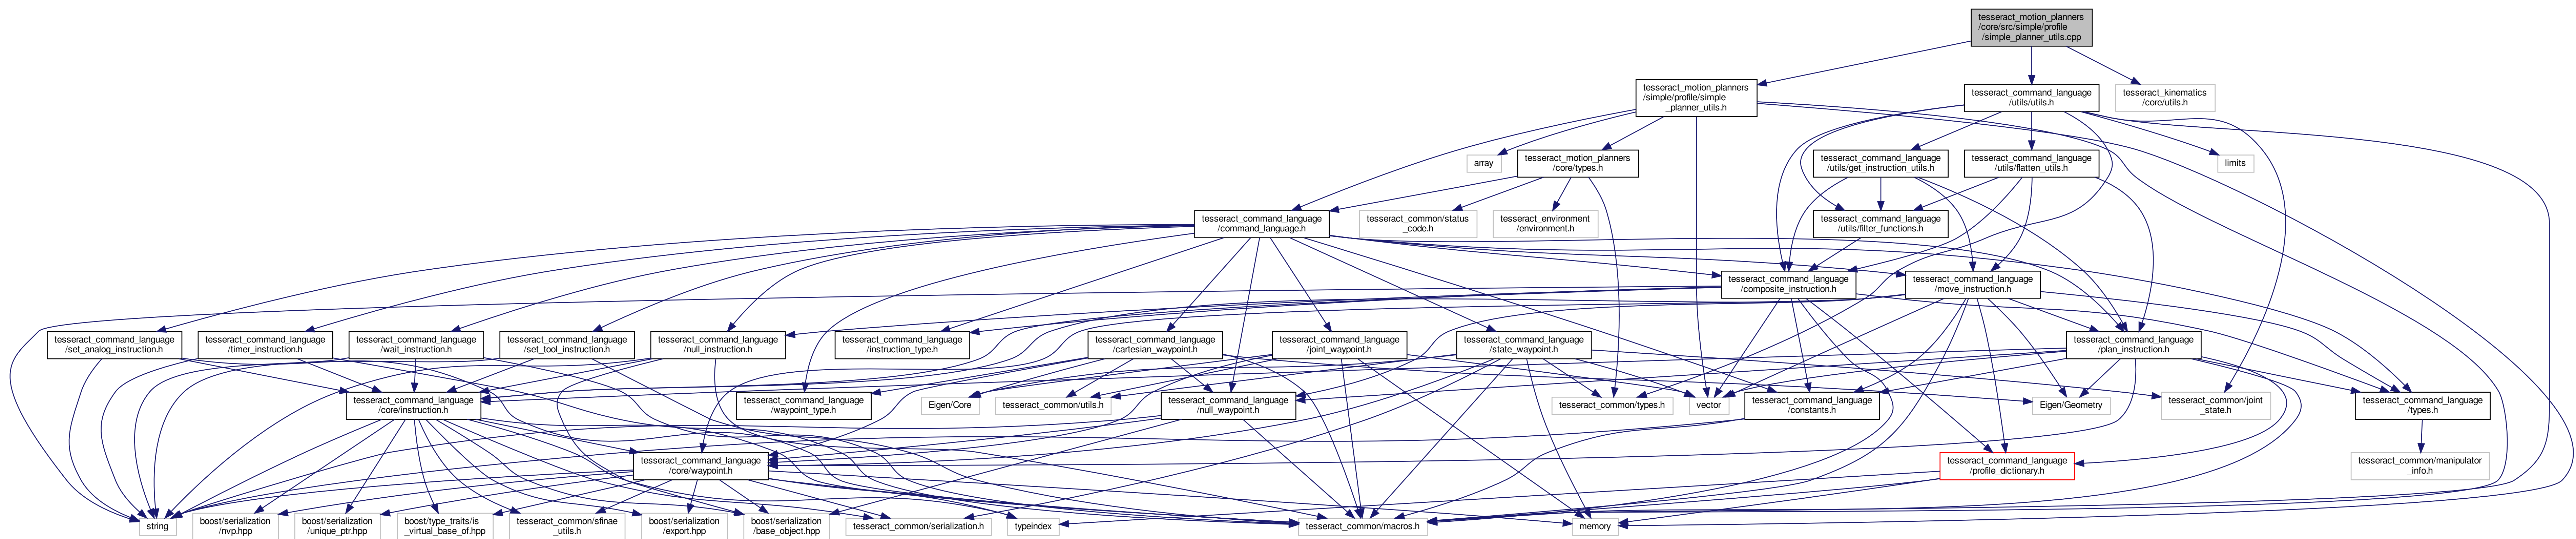 tesseract_motion_planners
/core/src/simple/profile
/simple_planner_utils.cpp
tesseract_motion_planners
/simple/profile/simple
_planner_utils.h
tesseract_command_language
/utils/utils.h
tesseract_kinematics
/core/utils.h
array
tesseract_motion_planners
/core/types.h
tesseract_command_language
/utils/get_instruction_utils.h
tesseract_command_language
/utils/flatten_utils.h
limits
tesseract_command_language
/command_language.h
tesseract_common/status
_code.h
tesseract_environment
/environment.h
tesseract_command_language
/utils/filter_functions.h
tesseract_command_language
/composite_instruction.h
tesseract_command_language
/move_instruction.h
tesseract_command_language
/set_analog_instruction.h
tesseract_command_language
/timer_instruction.h
tesseract_command_language
/wait_instruction.h
tesseract_command_language
/set_tool_instruction.h
tesseract_command_language
/null_instruction.h
tesseract_command_language
/instruction_type.h
tesseract_command_language
/cartesian_waypoint.h
tesseract_command_language
/joint_waypoint.h
tesseract_command_language
/state_waypoint.h
tesseract_command_language
/plan_instruction.h
tesseract_command_language
/core/instruction.h
tesseract_command_language
/waypoint_type.h
Eigen/Core
tesseract_common/utils.h
tesseract_command_language
/null_waypoint.h
tesseract_common/types.h
vector
tesseract_command_language
/constants.h
Eigen/Geometry
tesseract_common/joint
_state.h
tesseract_command_language
/types.h
tesseract_command_language
/core/waypoint.h
tesseract_command_language
/profile_dictionary.h
tesseract_common/manipulator
_info.h
string
boost/serialization
/nvp.hpp
boost/serialization
/unique_ptr.hpp
boost/type_traits/is
_virtual_base_of.hpp
tesseract_common/sfinae
_utils.h
boost/serialization
/export.hpp
boost/serialization
/base_object.hpp
tesseract_common/serialization.h
typeindex
tesseract_common/macros.h
memory